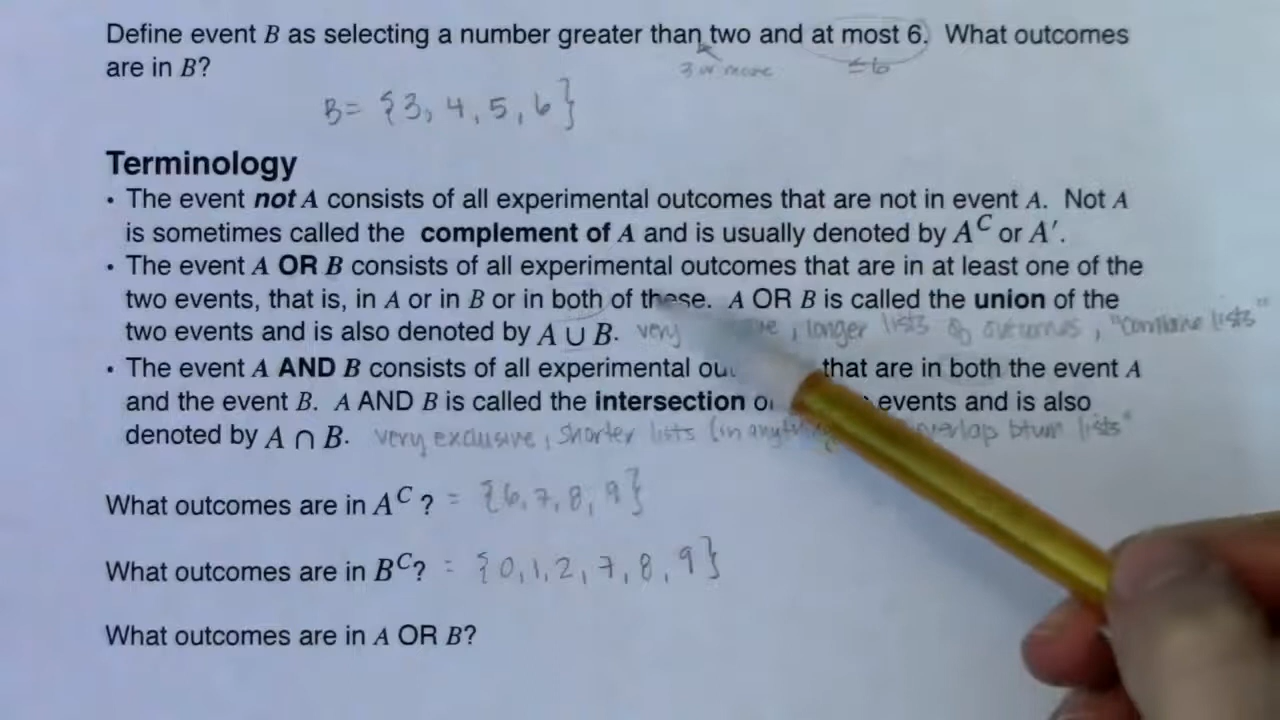 Define event B as selecting a number greater than two and at most 6. What outcomes
are in B?
3 or more ≤6
B= {3, 4, 5, 6}
Terminology
• The event not A consists of all experimental outcomes that are not in event A. Not A
is sometimes called the complement of A and is usually denoted by A^C or A′.
• The event A OR B consists of all experimental outcomes that are in at least one of the
two events, that is, in A or in B or in both of these. A OR B is called the union of the
two events and is also denoted by A ∪ B. very , longer lists of outcomes, "combine lists"
• The event A AND B consists of all experimental that are in both the event A
and the event B. A AND B is called the intersection events and is also
denoted by A ∩ B. very exclusive, shorter lists (in overlap btwn lists"
What outcomes are in A^C ? = {6, 7, 8, 9}
What outcomes are in B^C? = {0, 1, 2, 7, 8, 9}
What outcomes are in A OR B?